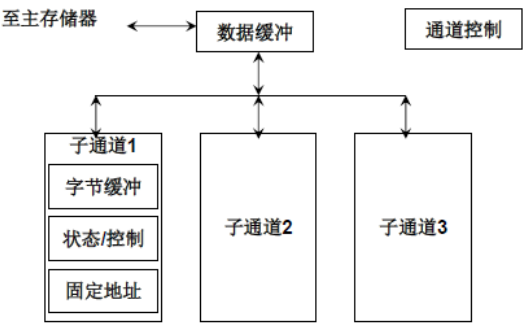 至主存储器
数据缓冲
通道控制
子通道1
字节缓冲
状态/控制
固定地址
子通道2
子通道3